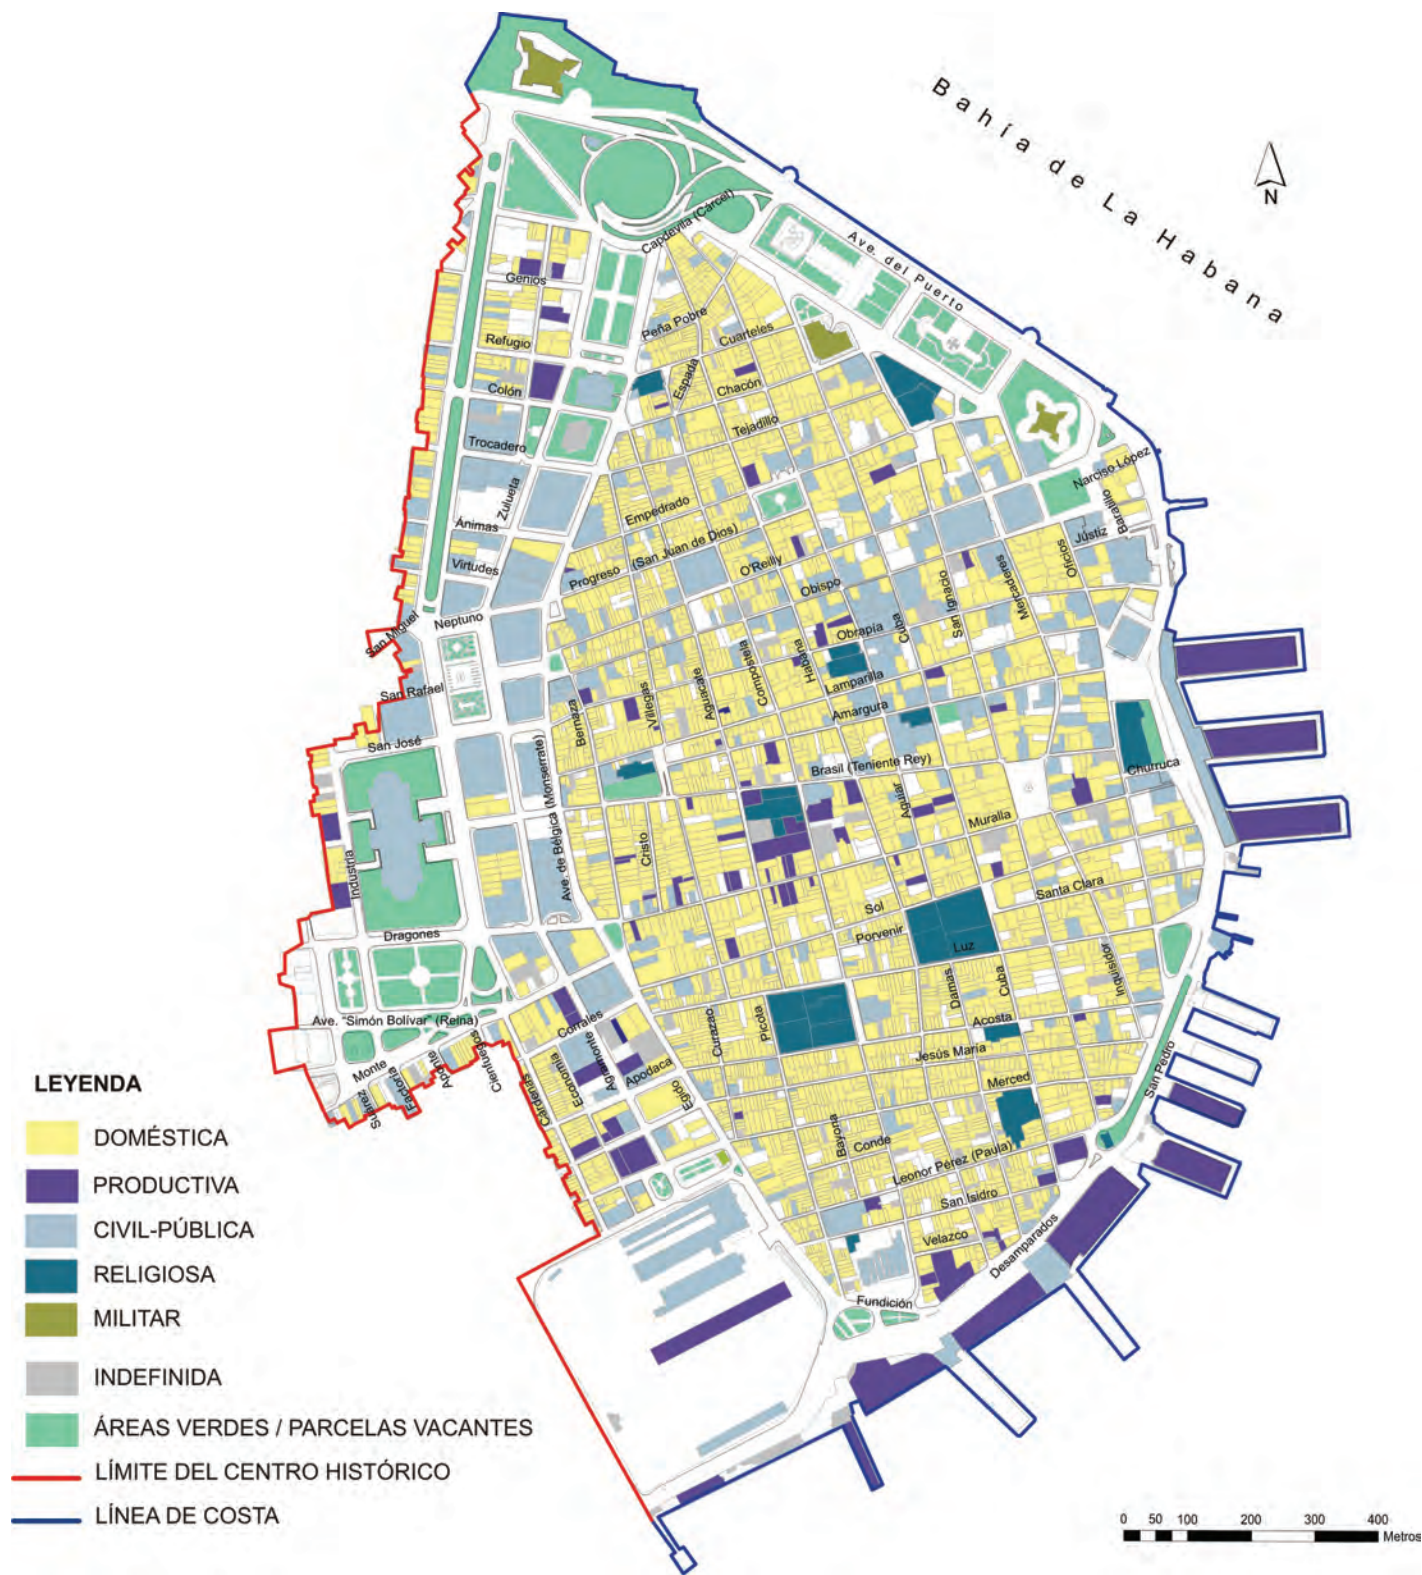 Bahía de La Habana
N
Ave. del Puerto
Capdevila (Cárcel)
Genios
Peña Pobre
Cuarteles
Refugio
Espada
Colón
Chacón
Tejadillo
Trocadero
Narciso López
Zulueta
Empedrado
Baratillo
Ánimas
Jústiz
Oficios
(San Juan de Dios)
Progreso
Virtudes
O'Reilly
Mercaderes
Obispo
San Ignacio
Neptuno
San Miguel
Cuba
Obrapía
Habana
Compostela
Lamparilla
San Rafael
Aguacate
Villegas
Amargura
Bernaza
San José
Brasil (Teniente Rey)
Churruca
Ave. de Bélgica (Monserrate)
Aguiar
Muralla
Cristo
Industria
Santa Clara
Sol
Porvenir
Dragones
Luz
Inquisidor
Damas
Cuba
Ave. "Simón Bolívar" (Reina)
Corrales
Picota
Curazao
Acosta
Jesús María
San Pedro
Monte
Cienfuegos
Aponte
Factoría
Suárez
Agramonte
Economía
Cárdenas
Apodaca
Egido
Merced
Bayona
Conde
Leonor Pérez (Paula)
San Isidro
Velazco
Desamparados
Fundición
LEYENDA
DOMÉSTICA
PRODUCTIVA
CIVIL-PÚBLICA
RELIGIOSA
MILITAR
INDEFINIDA
ÁREAS VERDES / PARCELAS VACANTES
LÍMITE DEL CENTRO HISTÓRICO
LÍNEA DE COSTA
0 50 100 200 300 400
Metros